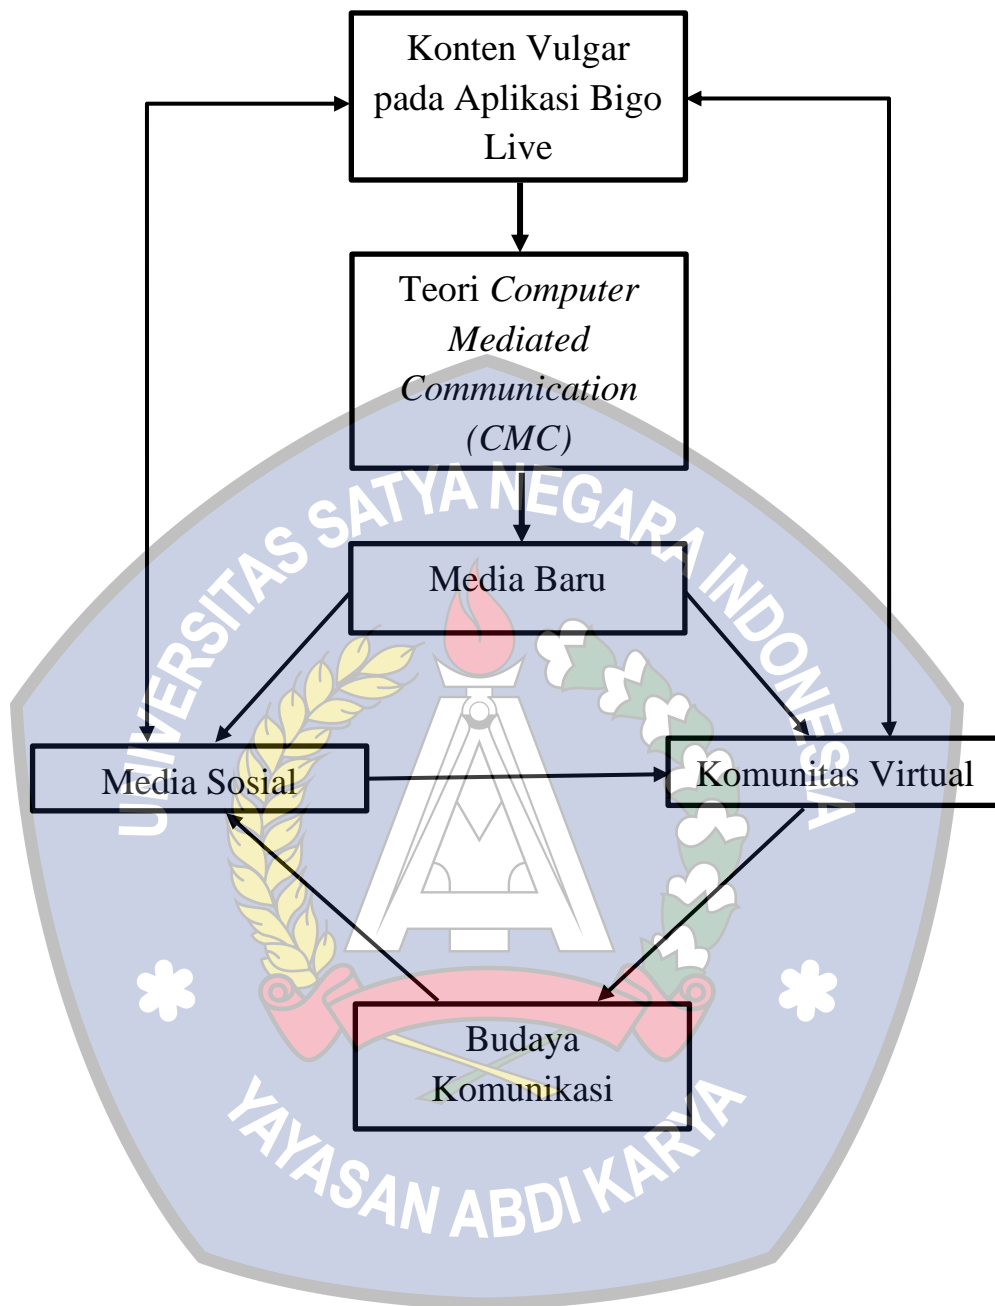 Konten Vulgar
pada Aplikasi Bigo
Live
Teori Computer
Mediated
Communication
(CMC)
UNIVERSITAS SATYA NEGARA INDONESIA
Media Baru
Media Sosial
Komunitas Virtual
Budaya
Komunikasi
YAYASAN ABDI KARYA